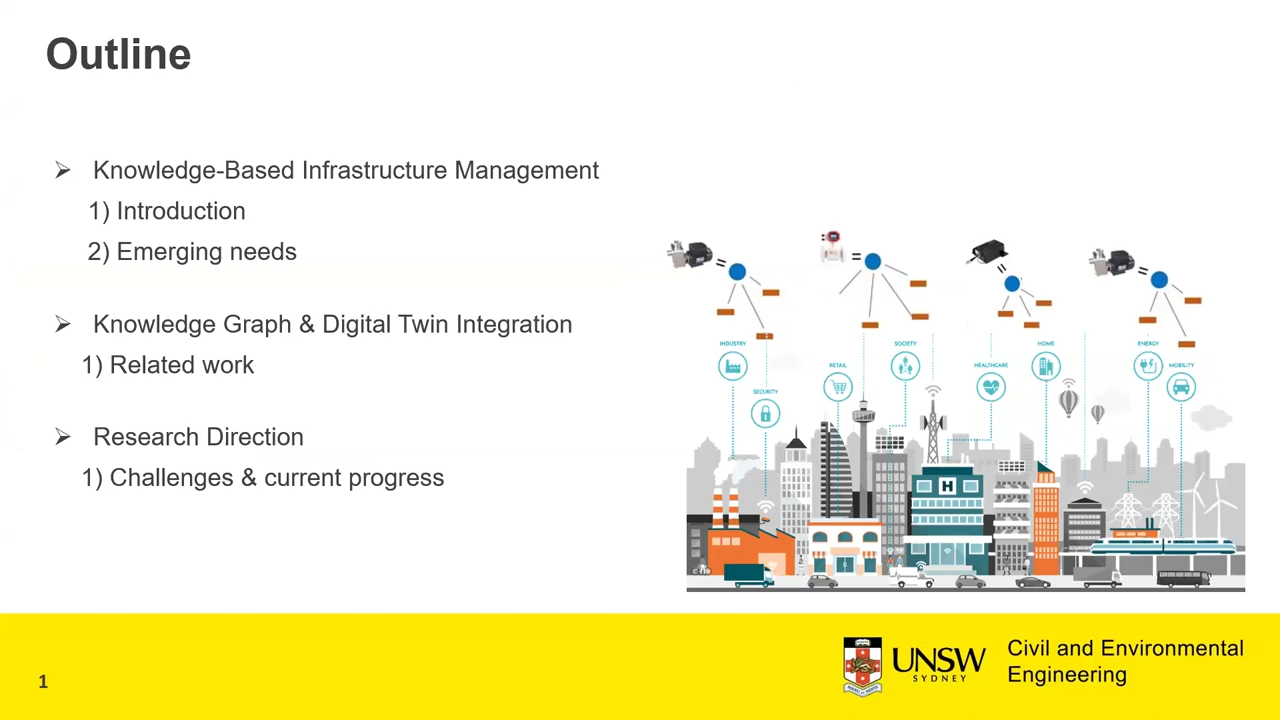 Outline
➢ Knowledge-Based Infrastructure Management
1) Introduction
2) Emerging needs
➢ Knowledge Graph & Digital Twin Integration
1) Related work
➢ Research Direction
1) Challenges & current progress
INDUSTRY
SECURITY
RETAIL
SOCIETY
HEALTHCARE
HOME
ENERGY
MOBILITY
H
1
UNSW
SYDNEY
Civil and Environmental
Engineering